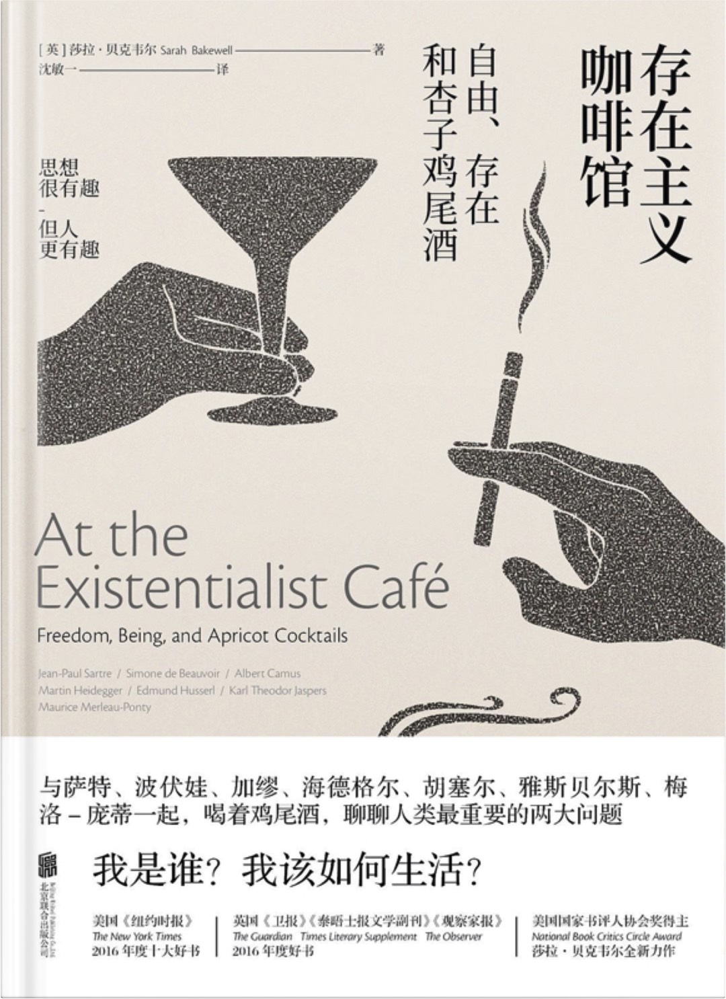 [ 英 ] 莎拉·贝克韦尔 Sarah Bakewell 著
沈敏一 译
存在主义
咖啡馆
自由、存在
和杏子鸡尾酒
思想
很有趣
-
但人
更有趣
At the
Existentialist Café
Freedom, Being, and Apricot Cocktails
Jean-Paul Sartre / Simone de Beauvoir / Albert Camus
Martin Heidegger / Edmund Husserl / Karl Theodor Jaspers
Maurice Merleau-Ponty
与萨特、波伏娃、加缪、海德格尔、胡塞尔、雅斯贝尔斯、梅
洛－庞蒂一起，喝着鸡尾酒，聊聊人类最重要的两大问题
我是谁？我该如何生活？
北京联合出版公司
美国《纽约时报》
The New York Times
2016 年度十大好书
英国《卫报》《泰晤士报文学副刊》《观察家报》
The Guardian Times Literary Supplement The Observer
2016 年度好书
美国国家书评人协会奖得主
National Book Critics Circle Award
莎拉·贝克韦尔全新力作